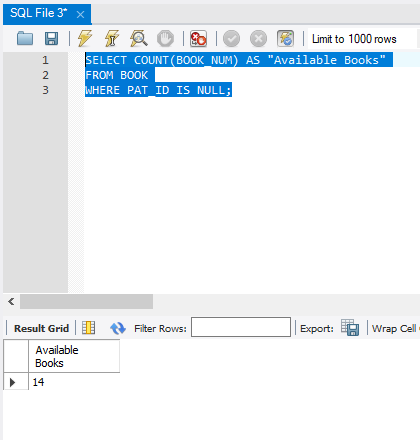 SQL File 3*
Limit to 1000 rows
1 SELECT COUNT(BOOK_NUM) AS "Available Books"
2 FROM BOOK
3 WHERE PAT_ID IS NULL;
Result Grid Filter Rows: Export: Wrap Cell
Available
Books
14